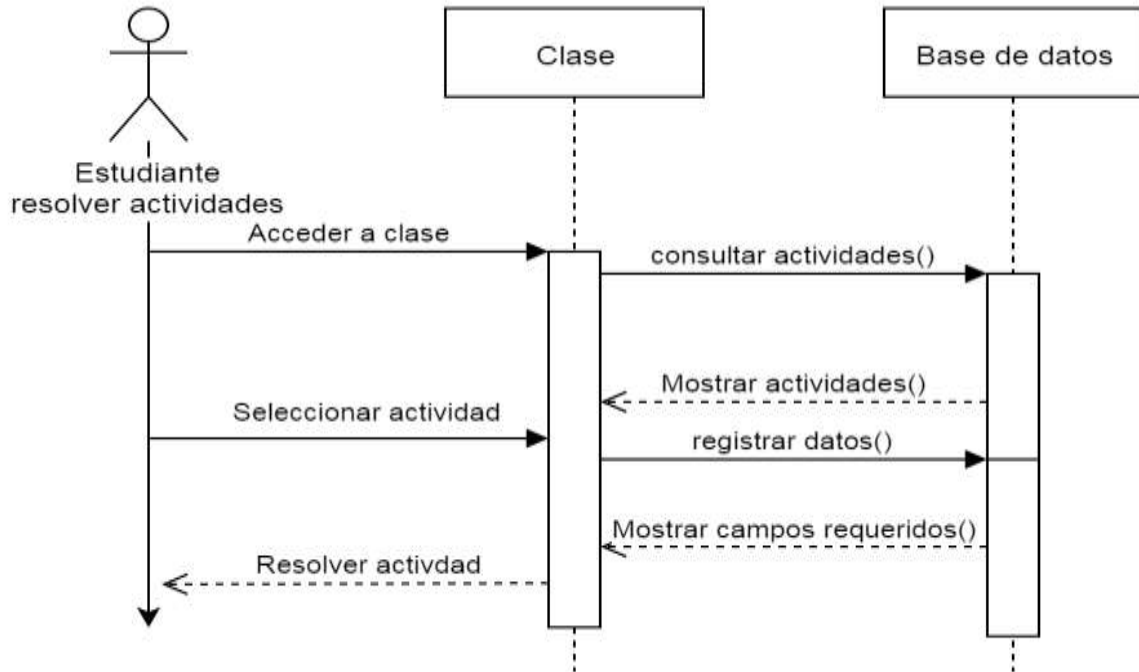 Clase
Base de datos
Estudiante
resolver actividades
Acceder a clase
consultar actividades()
Mostrar actividades()
Seleccionar actividad
registrar datos()
Mostrar campos requeridos()
Resolver activdad